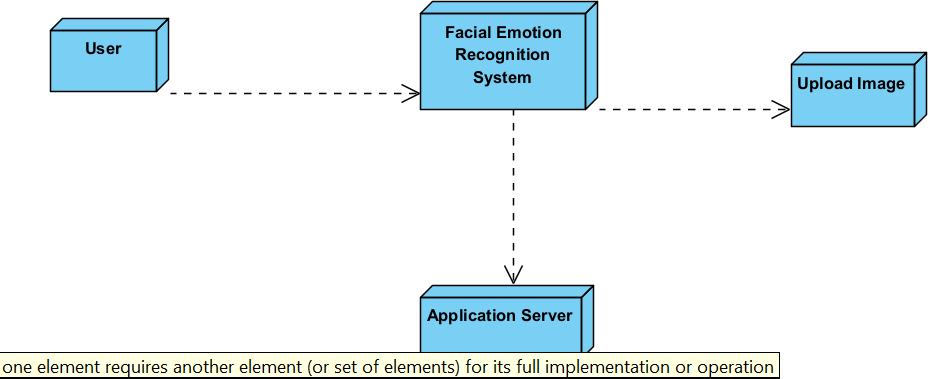 User
Facial Emotion
Recognition
System
Upload Image
Application Server
one element requires another element (or set of elements) for its full implementation or operation